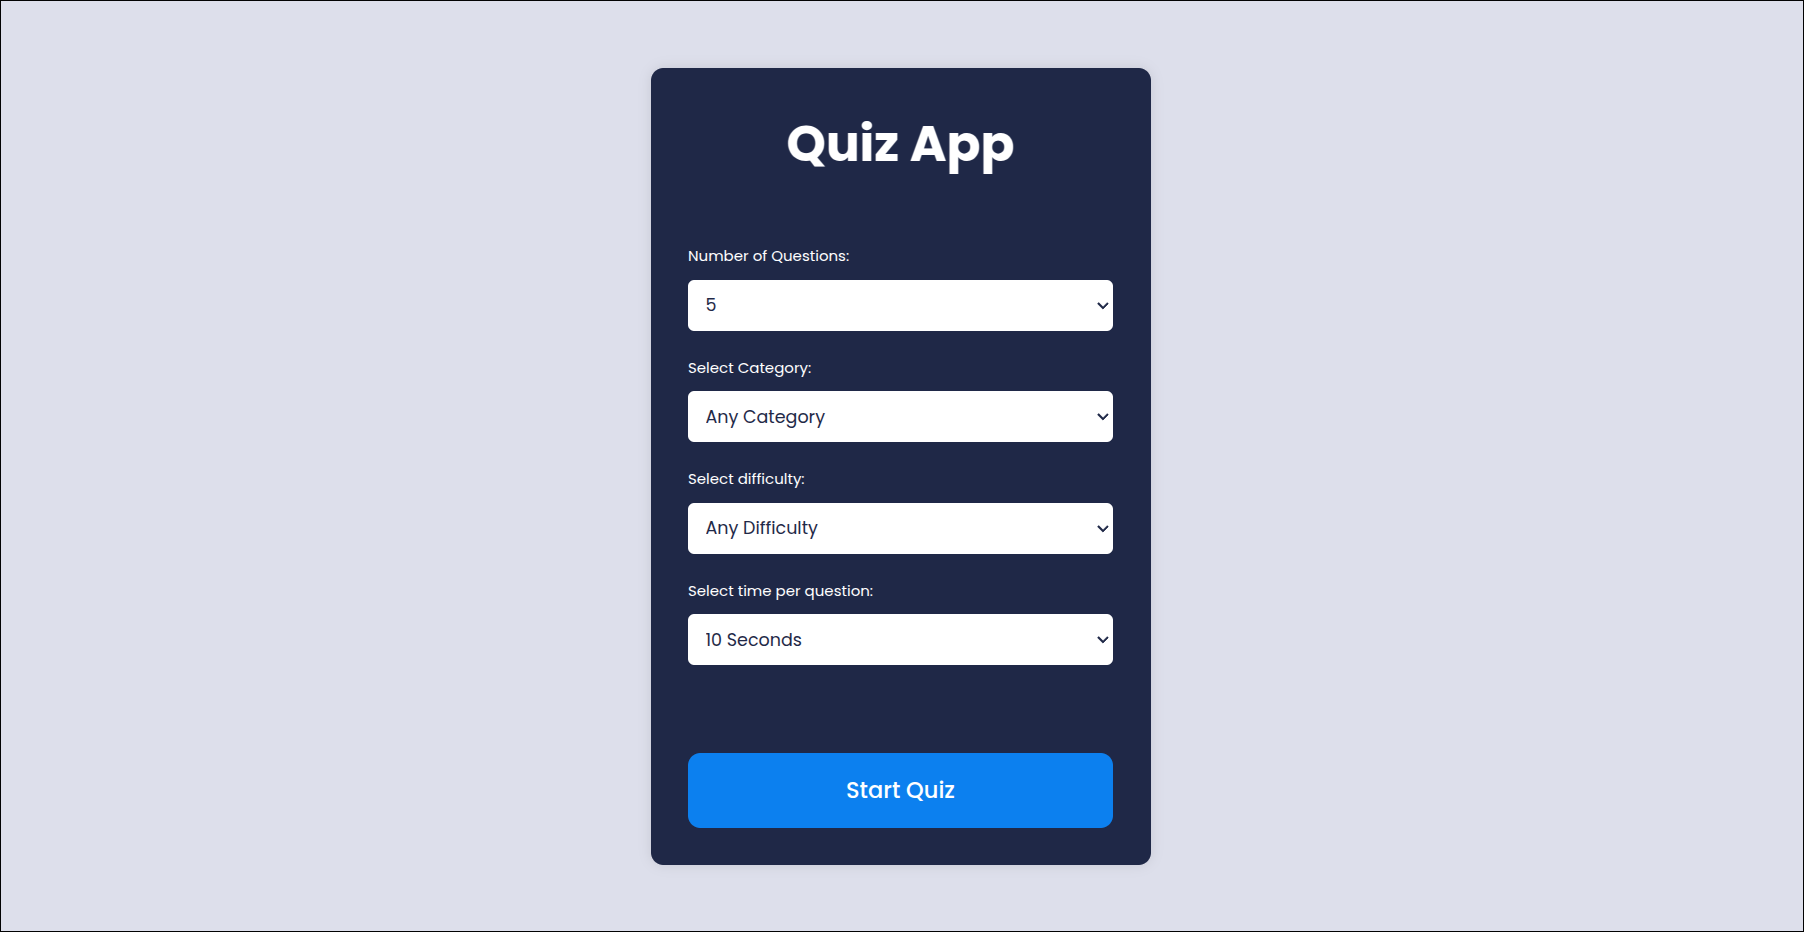 Quiz App
Number of Questions:
5
Select Category:
Any Category
Select difficulty:
Any Difficulty
Select time per question:
10 Seconds
Start Quiz